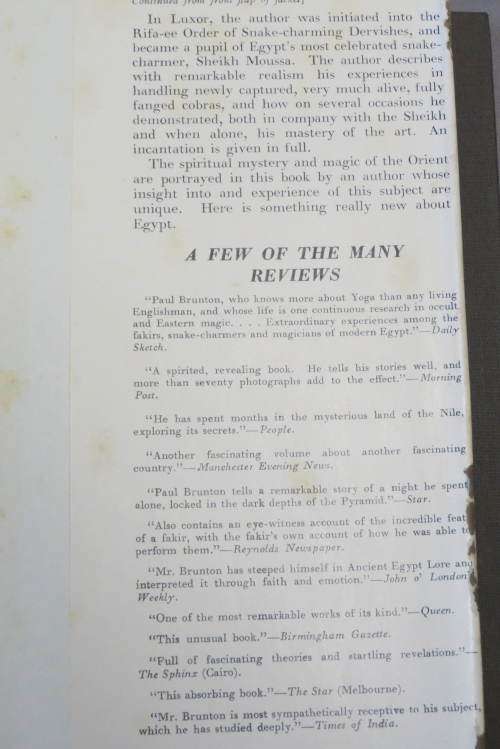 Continued from front flap of jacket]
In Luxor, the author was initiated into the
Rifa-ee Order of Snake-charming Dervishes, and
became a pupil of Egypt's most celebrated snake-
charmer, Sheikh Moussa. The author describes
with remarkable realism his experiences in
handling newly captured, very much alive, fully
fanged cobras, and how on several occasions he
demonstrated, both in company with the Sheikh
and when alone, his mastery of the art. An
incantation is given in full.
The spiritual mystery and magic of the Orient
are portrayed in this book by an author whose
insight into and experience of this subject are
unique. Here is something really new about
Egypt.
A FEW OF THE MANY
REVIEWS
"Paul Brunton, who knows more about Yoga than any living
Englishman, and whose life is one continuous research in occult
and Eastern magic. . . . Extraordinary experiences among the
fakirs, snake-charmers and magicians of modern Egypt."—Daily
Sketch.
"A spirited, revealing book. He tells his stories well, and
more than seventy photographs add to the effect."—Morning
Post.
"He has spent months in the mysterious land of the Nile,
exploring its secrets."—People.
"Another fascinating volume about another fascinating
country."—Manchester Evening News.
"Paul Brunton tells a remarkable story of a night he spent
alone, locked in the dark depths of the Pyramid."—Star.
"Also contains an eye-witness account of the incredible feat
of a fakir, with the fakir's own account of how he was able to
perform them."—Reynolds Newspaper.
"Mr. Brunton has steeped himself in Ancient Egypt Lore and
interpreted it through faith and emotion."—John o' London
Weekly.
"One of the most remarkable works of its kind."—Queen.
"This unusual book."—Birmingham Gazette.
"Full of fascinating theories and startling revelations."—
The Sphinx (Cairo).
"This absorbing book."—The Star (Melbourne).
"Mr. Brunton is most sympathetically receptive to his subject,
which he has studied deeply."—Times of India.